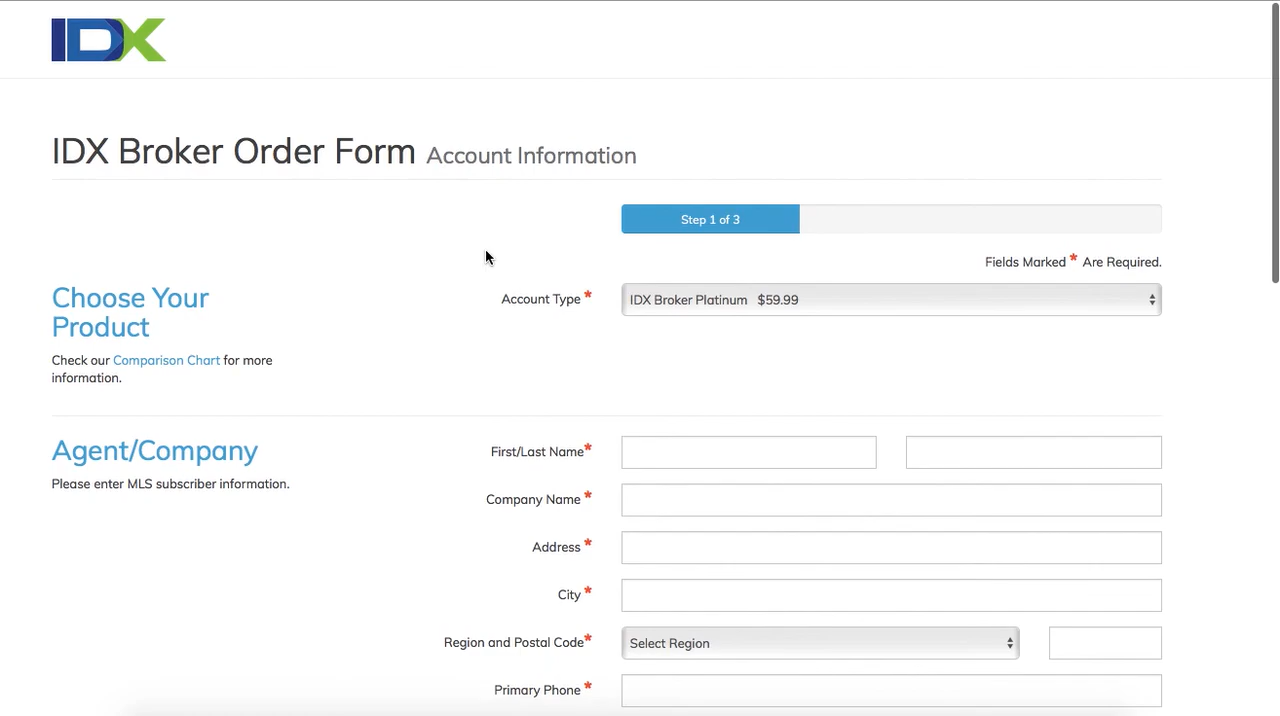 IDX
IDX Broker Order Form Account Information
Step 1 of 3
Fields Marked * Are Required.
Choose Your
Product
Check our Comparison Chart for more
information.
Account Type *
IDX Broker Platinum $59.99
Agent/Company
Please enter MLS subscriber information.
First/Last Name*
Company Name *
Address *
City *
Region and Postal Code*
Select Region
Primary Phone *